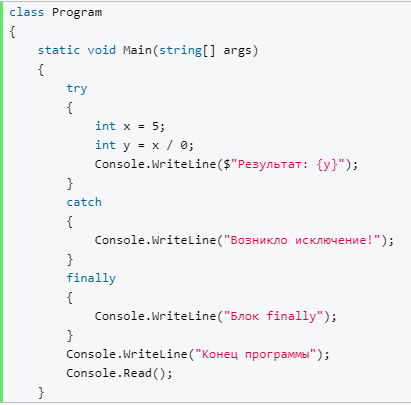 class Program
{
    static void Main(string[] args)
    {
        try
        {
            int x = 5;
            int y = x / 0;
            Console.WriteLine($"Результат: {y}");
        }
        catch
        {
            Console.WriteLine("Возникло исключение!");
        }
        finally
        {
            Console.WriteLine("Блок finally");
        }
        Console.WriteLine("Конец программы");
        Console.Read();
    }